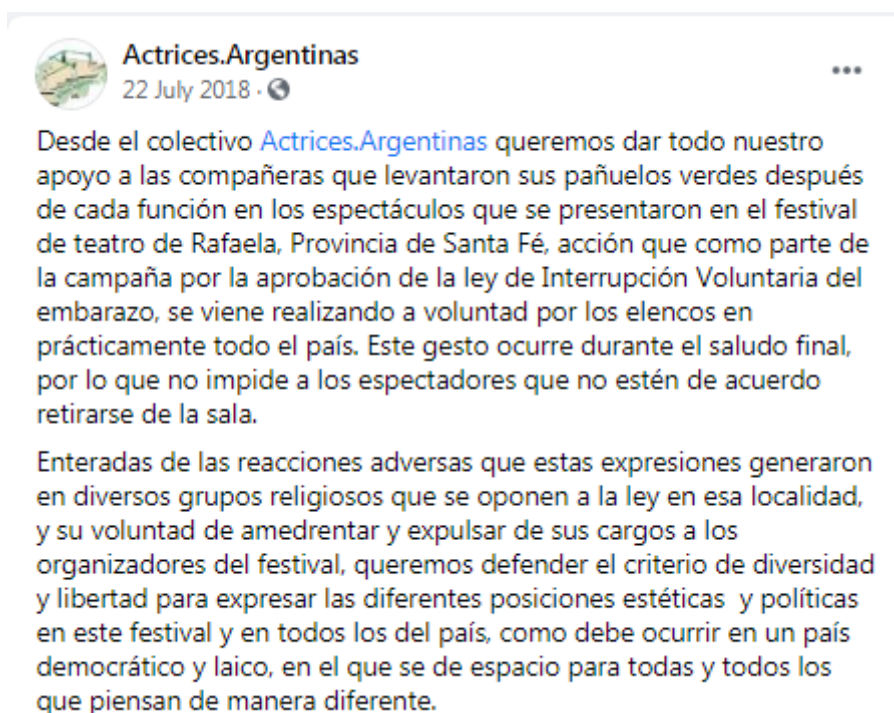 Actrices.Argentinas
22 July 2018
Desde el colectivo Actrices.Argentinas queremos dar todo nuestro
apoyo a las compañeras que levantaron sus pañuelos verdes después
de cada función en los espectáculos que se presentaron en el festival
de teatro de Rafaela, Provincia de Santa Fé, acción que como parte de
la campaña por la aprobación de la ley de Interrupción Voluntaria del
embarazo, se viene realizando a voluntad por los elencos en
prácticamente todo el país. Este gesto ocurre durante el saludo final,
por lo que no impide a los espectadores que no estén de acuerdo
retirarse de la sala.
Enteradas de las reacciones adversas que estas expresiones generaron
en diversos grupos religiosos que se oponen a la ley en esa localidad,
y su voluntad de amedrentar y expulsar de sus cargos a los
organizadores del festival, queremos defender el criterio de diversidad
y libertad para expresar las diferentes posiciones estéticas y políticas
en este festival y en todos los del país, como debe ocurrir en un país
democrático y laico, en el que se de espacio para todas y todos los
que piensan de manera diferente.